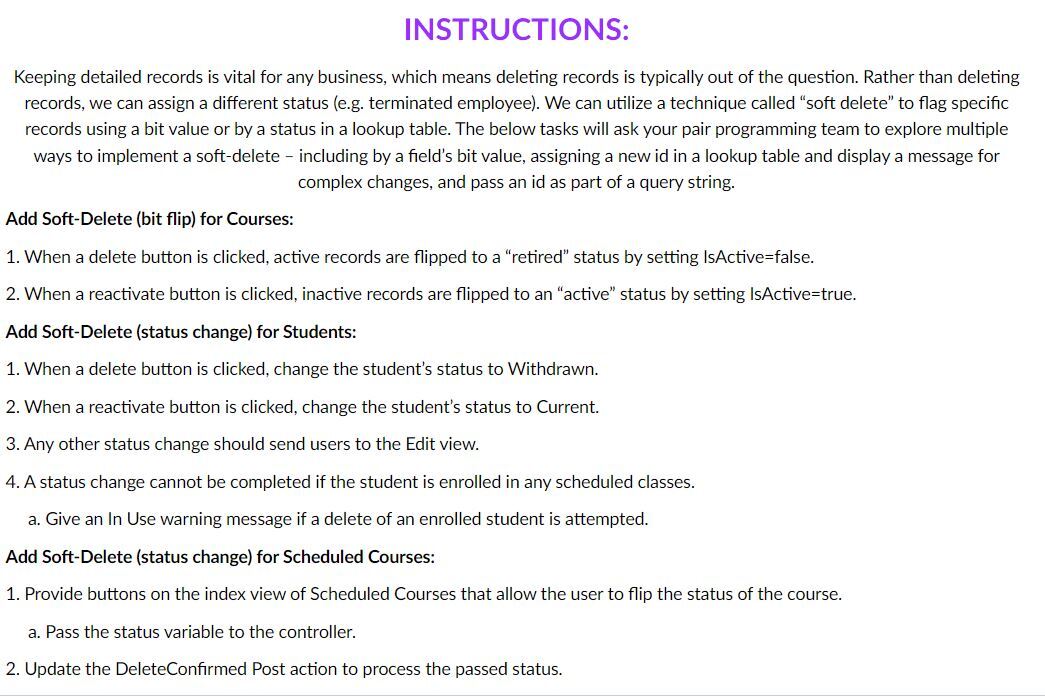 INSTRUCTIONS:
Keeping detailed records is vital for any business, which means deleting records is typically out of the question. Rather than deleting
records, we can assign a different status (e.g. terminated employee). We can utilize a technique called “soft delete” to flag specific
records using a bit value or by a status in a lookup table. The below tasks will ask your pair programming team to explore multiple
ways to implement a soft-delete – including by a field’s bit value, assigning a new id in a lookup table and display a message for
complex changes, and pass an id as part of a query string.
Add Soft-Delete (bit flip) for Courses:
1. When a delete button is clicked, active records are flipped to a “retired” status by setting IsActive=false.
2. When a reactivate button is clicked, inactive records are flipped to an “active” status by setting IsActive=true.
Add Soft-Delete (status change) for Students:
1. When a delete button is clicked, change the student’s status to Withdrawn.
2. When a reactivate button is clicked, change the student’s status to Current.
3. Any other status change should send users to the Edit view.
4. A status change cannot be completed if the student is enrolled in any scheduled classes.
a. Give an In Use warning message if a delete of an enrolled student is attempted.
Add Soft-Delete (status change) for Scheduled Courses:
1. Provide buttons on the index view of Scheduled Courses that allow the user to flip the status of the course.
a. Pass the status variable to the controller.
2. Update the DeleteConfirmed Post action to process the passed status.